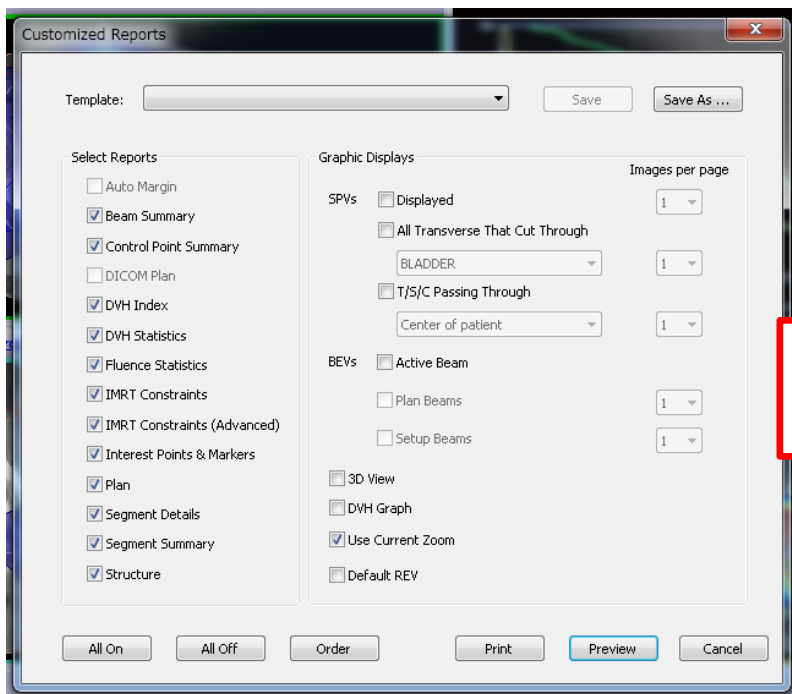 Customized Reports
Template:
Save
Save As ...
Select Reports
Auto Margin
Beam Summary
Control Point Summary
DICOM Plan
DVH Index
DVH Statistics
Fluence Statistics
IMRT Constraints
IMRT Constraints (Advanced)
Interest Points & Markers
Plan
Segment Details
Segment Summary
Structure
Graphic Displays
Images per page
SPVs Displayed 1
All Transverse That Cut Through
BLADDER 1
T/S/C Passing Through
Center of patient 1
BEVs Active Beam
Plan Beams 1
Setup Beams 1
3D View
DVH Graph
Use Current Zoom
Default REV
All On All Off Order Print Preview Cancel